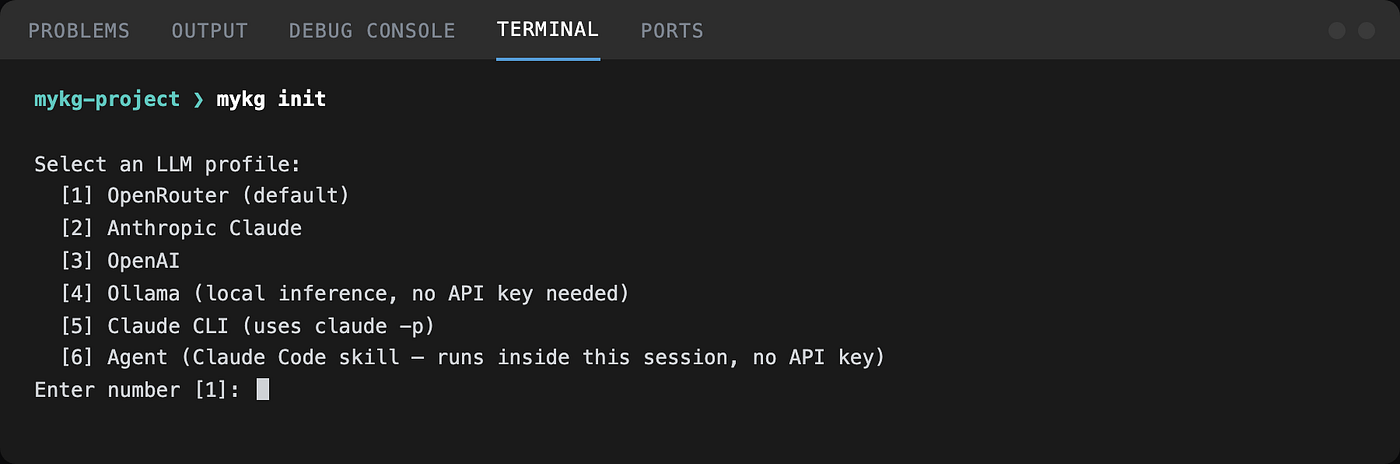 PROBLEMS OUTPUT DEBUG CONSOLE TERMINAL PORTS
mykg-project ❯ mykg init
Select an LLM profile:
[1] OpenRouter (default)
[2] Anthropic Claude
[3] OpenAI
[4] Ollama (local inference, no API key needed)
[5] Claude CLI (uses claude -p)
[6] Agent (Claude Code skill — runs inside this session, no API key)
Enter number [1]: